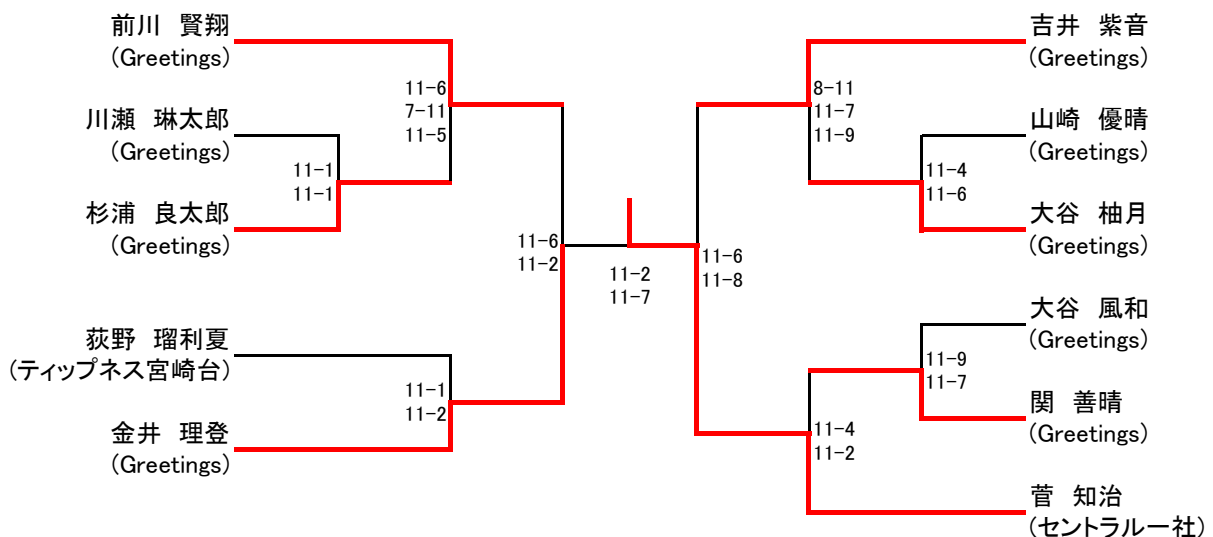 前川　賢翔
(Greetings)
川瀬　琳太郎
(Greetings)
杉浦　良太郎
(Greetings)
荻野　瑠利夏
(ティップネス宮崎台)
金井　理登
(Greetings)
11-6
7-11
11-5
11-1
11-1
11-6
11-2
11-1
11-2
11-2
11-7
11-6
11-8
8-11
11-7
11-9
11-4
11-6
11-9
11-7
11-4
11-2
吉井　紫音
(Greetings)
山崎　優晴
(Greetings)
大谷　柚月
(Greetings)
大谷　風和
(Greetings)
関　善晴
(Greetings)
菅　知治
(セントラル一社)